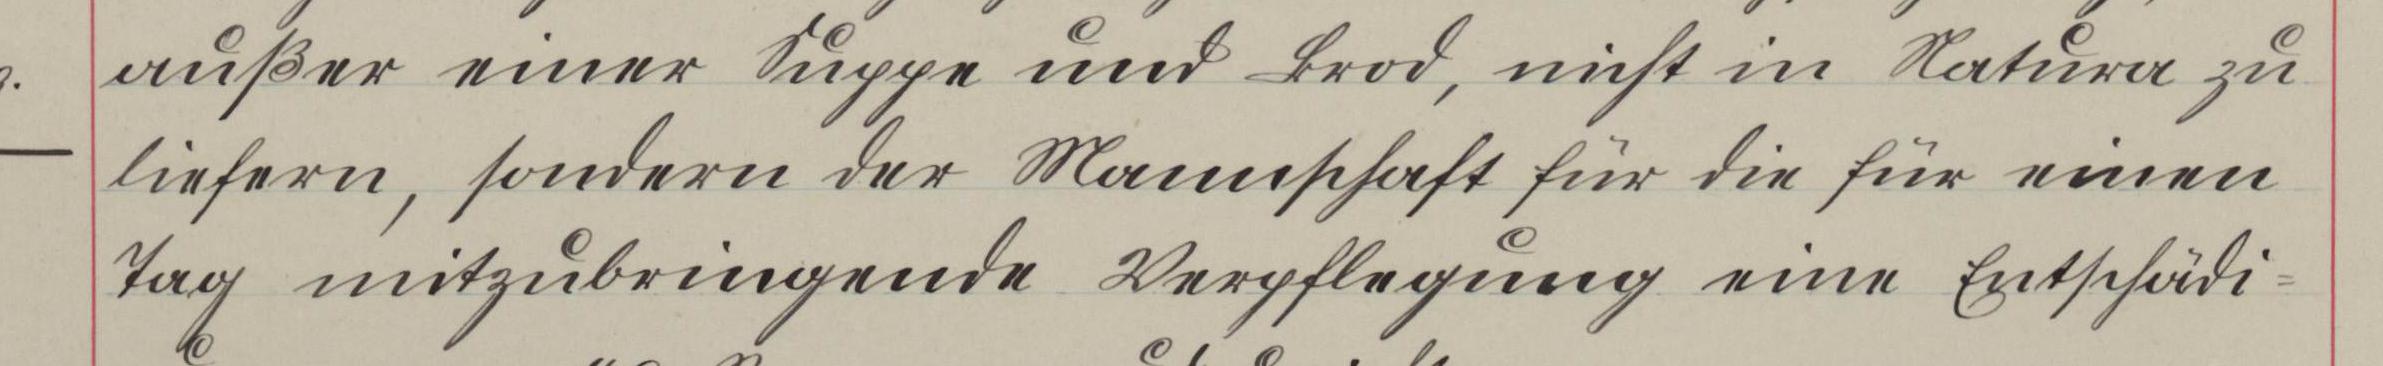 außer einer Suppe und Brod, nicht in Natura zu
liefern, sondern der Mannschaft für die für einen
Tag mitzubringende Verpflegung eine Entschädi=